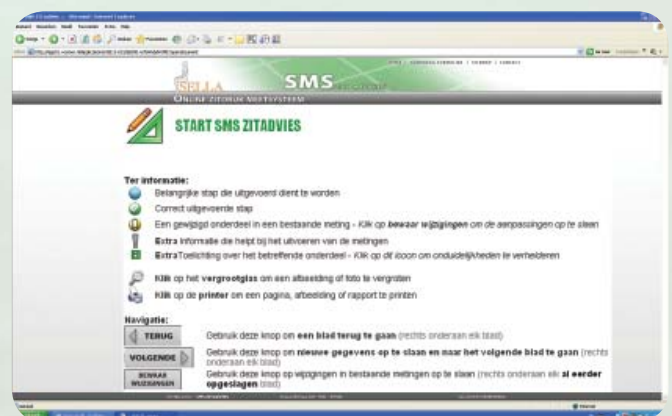 SELLA
SMS
ONLINE ZITDRUK MEETSYSTEEM
START SMS ZITADVIES
Ter informatie:
Belangrijke stap die uitgevoerd dient te worden
Correct uitgevoerde stap
Een gewijzigd onderdeel in een bestaande meting - Klik op bewaar wijzigingen om de aanpassingen op te slaan
Extra Informatie die helpt bij het uitvoeren van de metingen
ExtraToelichting over het betreffende onderdeel - Klik op dit icoon om onduidelijkheden te verhelderen
Klik op het vergrootglas om een afbeelding of foto te vergroten
Klik op de printer om een pagina, afbeelding of rapport te printen
Navigatie:
TERUG Gebruik deze knop om een blad terug te gaan (rechts onderaan elk blad)
VOLGENDE Gebruik deze knop om nieuwe gegevens op te slaan en naar het volgende blad te gaan (rechts
onderaan elk blad)
BEWAAR WIJZIGINGEN Gebruik deze knop op wijzigingen in bestaande metingen op te slaan (rechts onderaan elk al eerder
opgeslagen blad)